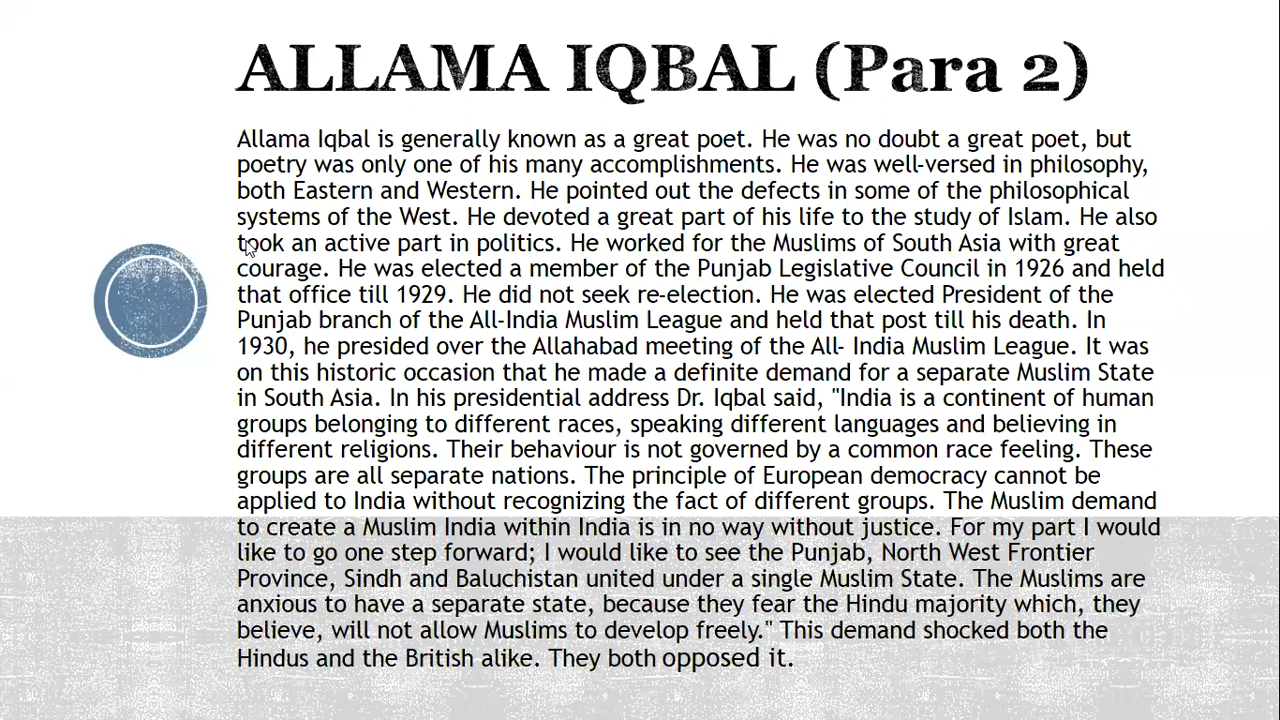 ALLAMA IQBAL (Para 2)
Allama Iqbal is generally known as a great poet. He was no doubt a great poet, but
poetry was only one of his many accomplishments. He was well-versed in philosophy,
both Eastern and Western. He pointed out the defects in some of the philosophical
systems of the West. He devoted a great part of his life to the study of Islam. He also
took an active part in politics. He worked for the Muslims of South Asia with great
courage. He was elected a member of the Punjab Legislative Council in 1926 and held
that office till 1929. He did not seek re-election. He was elected President of the
Punjab branch of the All-India Muslim League and held that post till his death. In
1930, he presided over the Allahabad meeting of the All- India Muslim League. It was
on this historic occasion that he made a definite demand for a separate Muslim State
in South Asia. In his presidential address Dr. Iqbal said, "India is a continent of human
groups belonging to different races, speaking different languages and believing in
different religions. Their behaviour is not governed by a common race feeling. These
groups are all separate nations. The principle of European democracy cannot be
applied to India without recognizing the fact of different groups. The Muslim demand
to create a Muslim India within India is in no way without justice. For my part I would
like to go one step forward; I would like to see the Punjab, North West Frontier
Province, Sindh and Baluchistan united under a single Muslim State. The Muslims are
anxious to have a separate state, because they fear the Hindu majority which, they
believe, will not allow Muslims to develop freely." This demand shocked both the
Hindus and the British alike. They both opposed it.